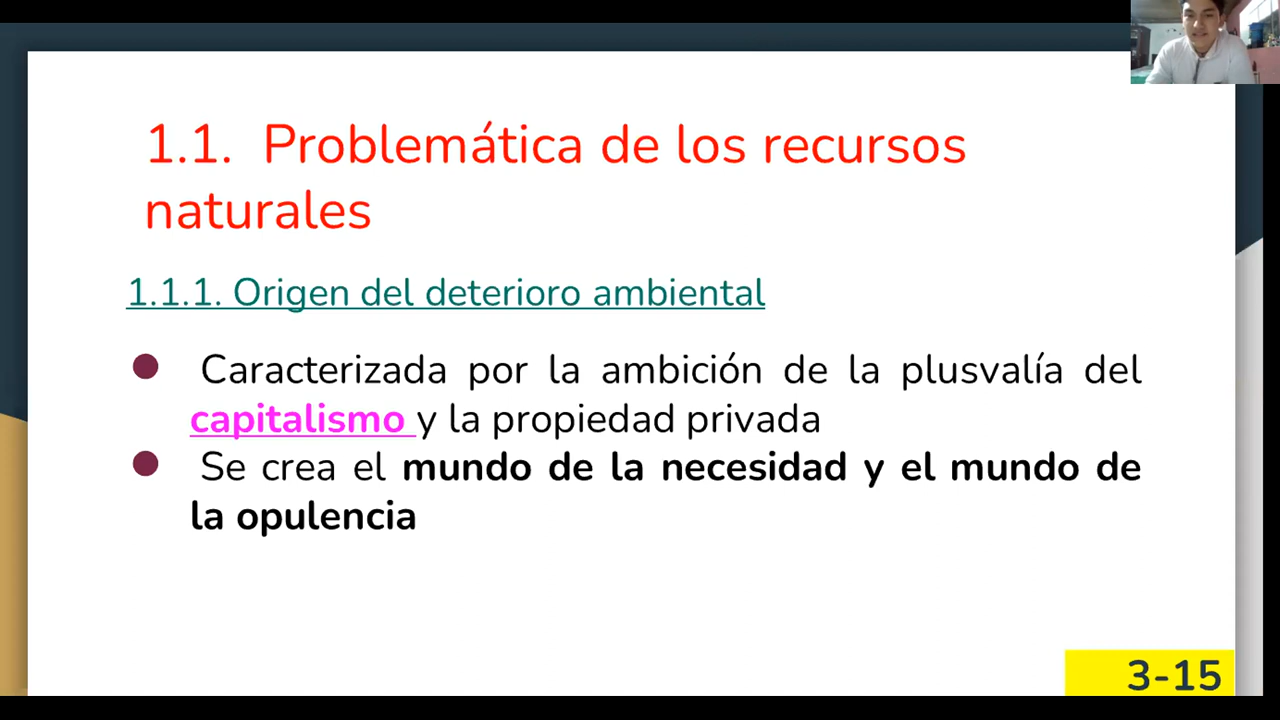 1.1. Problemática de los recursos
naturales
1.1.1. Origen del deterioro ambiental
● Caracterizada por la ambición de la plusvalía del
capitalismo y la propiedad privada
● Se crea el mundo de la necesidad y el mundo de
la opulencia
3-15